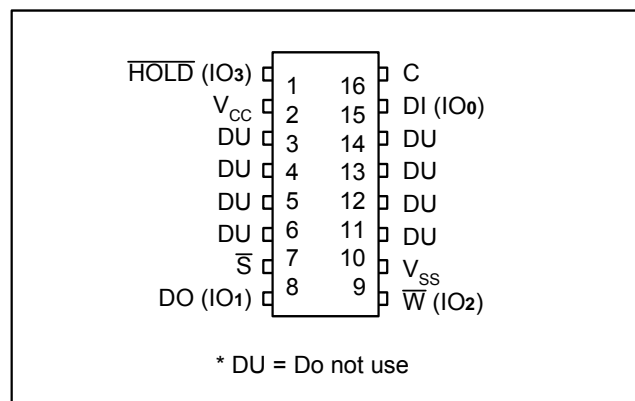 H̅O̅L̅D̅ (IO3) 1 16 C
VCC 2 15 DI (IO0)
DU 3 14 DU
DU 4 13 DU
DU 5 12 DU
DU 6 11 DU
S̅ 7 10 VSS
DO (IO1) 8 9 W̅ (IO2)
* DU = Do not use